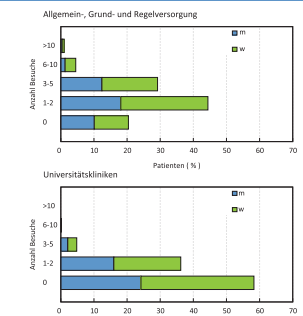 Allgemein-, Grund- und Regelversorgung
m
w
>10
6-10
3-5
1-2
0
Anzahl Besuche
0 10 20 30 40 50 60 70
Patienten ( % )
Universitätskliniken
m
w
>10
6-10
3-5
1-2
0
Anzahl Besuche
0 10 20 30 40 50 60 70